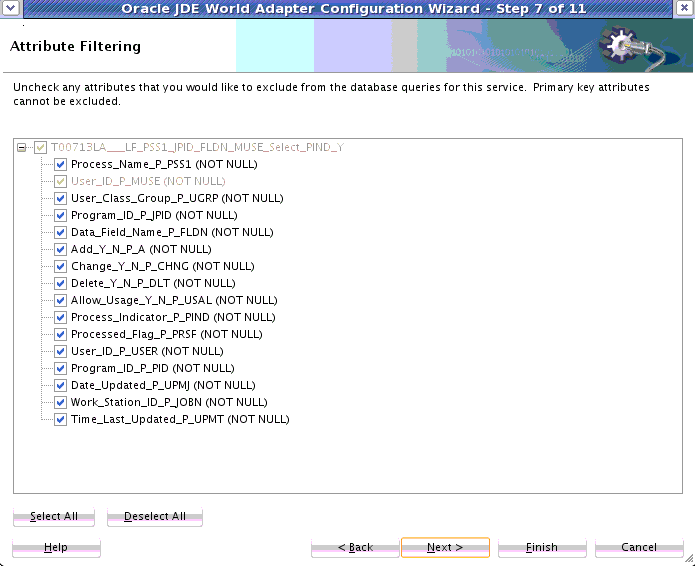 Oracle JDE World Adapter Configuration Wizard - Step 7 of 11
Attribute Filtering
Uncheck any attributes that you would like to exclude from the database queries for this service. Primary key attributes
cannot be excluded.
T00713LA___LF_PSS1_JPID_FLDN_MUSE_Select_PIND_Y
Process_Name_P_PSS1 (NOT NULL)
User_ID_P_MUSE (NOT NULL)
User_Class_Group_P_UGRP (NOT NULL)
Program_ID_P_JPID (NOT NULL)
Data_Field_Name_P_FLDN (NOT NULL)
Add_Y_N_P_A (NOT NULL)
Change_Y_N_P_CHNG (NOT NULL)
Delete_Y_N_P_DLT (NOT NULL)
Allow_Usage_Y_N_P_USAL (NOT NULL)
Process_Indicator_P_PIND (NOT NULL)
Processed_Flag_P_PRSF (NOT NULL)
User_ID_P_USER (NOT NULL)
Program_ID_P_PID (NOT NULL)
Date_Updated_P_UPMJ (NOT NULL)
Work_Station_ID_P_JOBN (NOT NULL)
Time_Last_Updated_P_UPMT (NOT NULL)
Select All Deselect All
Help < Back Next > Finish Cancel